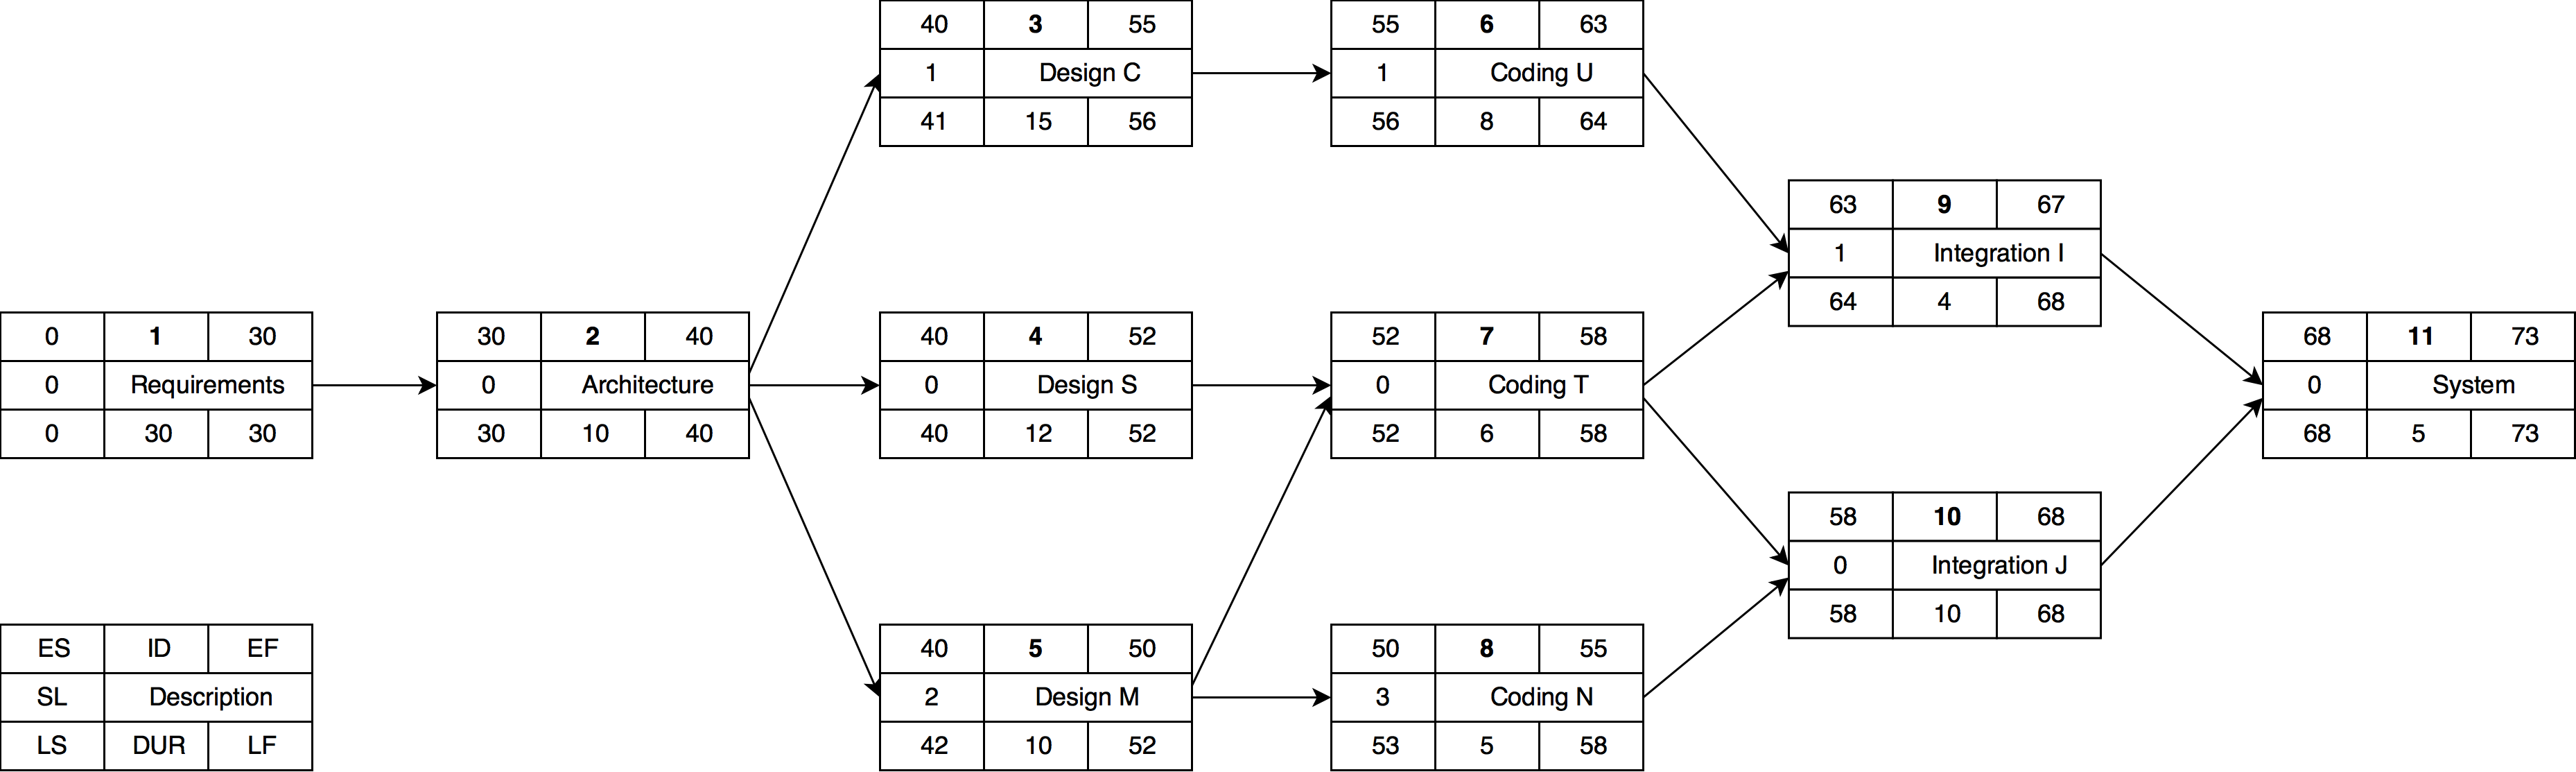 40 3 55
1 Design C
41 15 56
55 6 63
1 Coding U
56 8 64
63 9 67
1 Integration I
64 4 68
0 1 30
0 Requirements
0 30 30
30 2 40
0 Architecture
30 10 40
40 4 52
0 Design S
40 12 52
52 7 58
0 Coding T
52 6 58
68 11 73
0 System
68 5 73
58 10 68
0 Integration J
58 10 68
ES ID EF
SL Description
LS DUR LF
40 5 50
2 Design M
42 10 52
50 8 55
3 Coding N
53 5 58